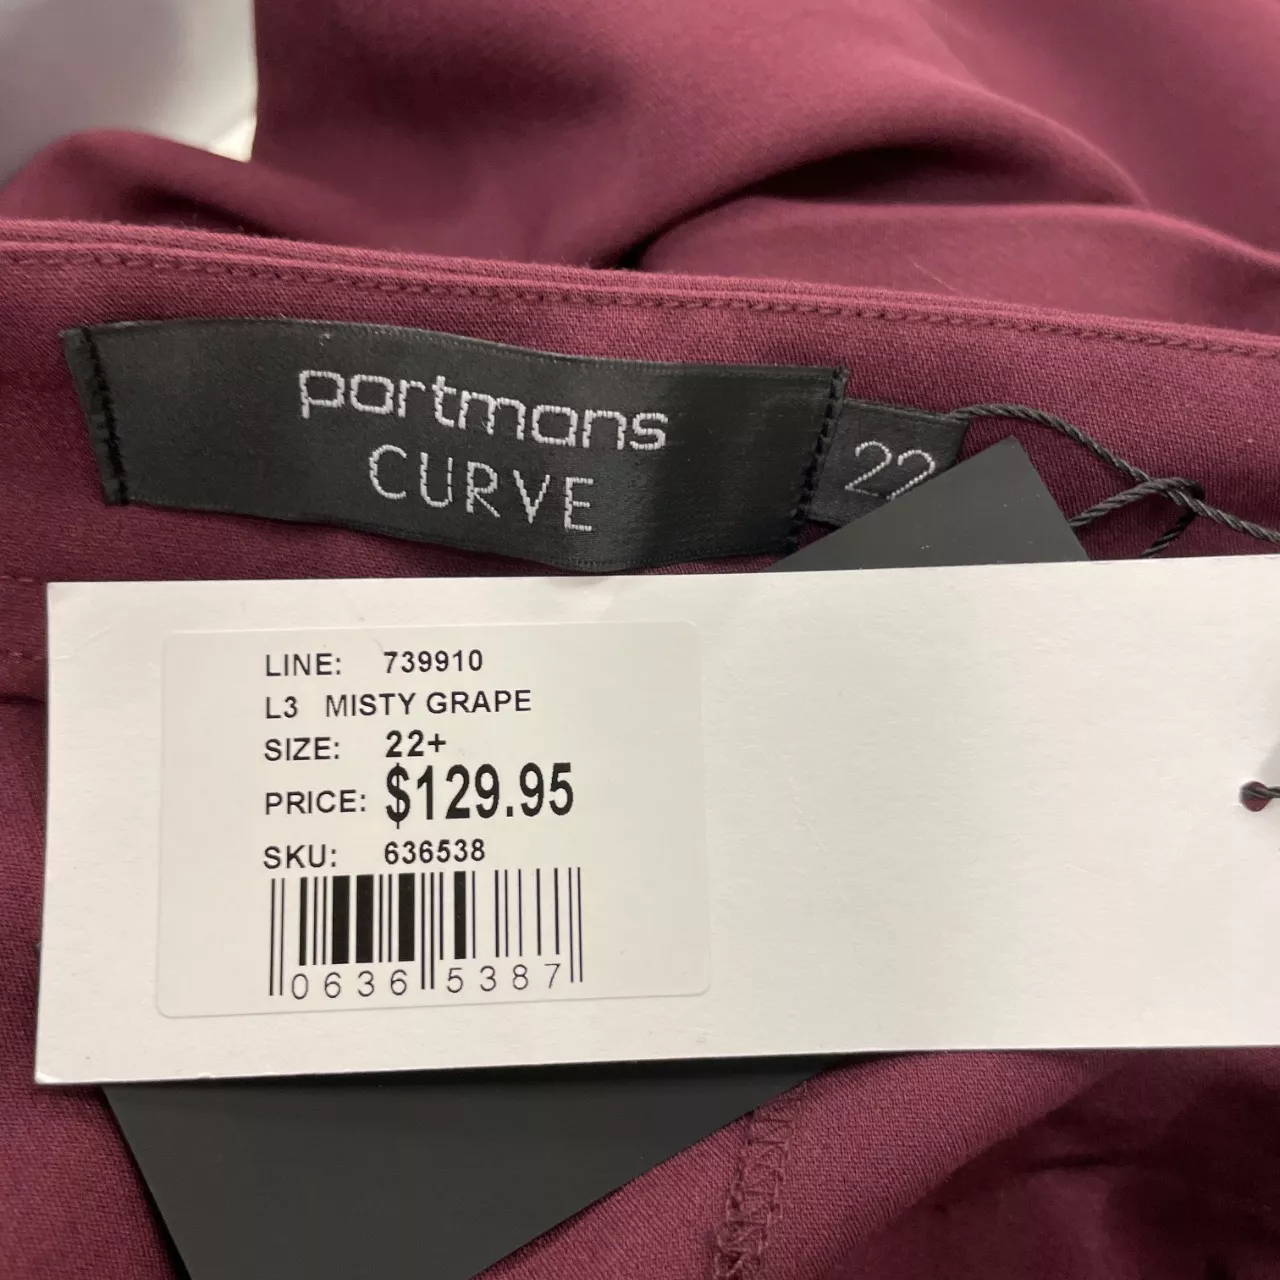 portmans
CURVE
22
LINE: 739910
L3 MISTY GRAPE
SIZE: 22+
PRICE: $129.95
SKU: 636538
0636 5387